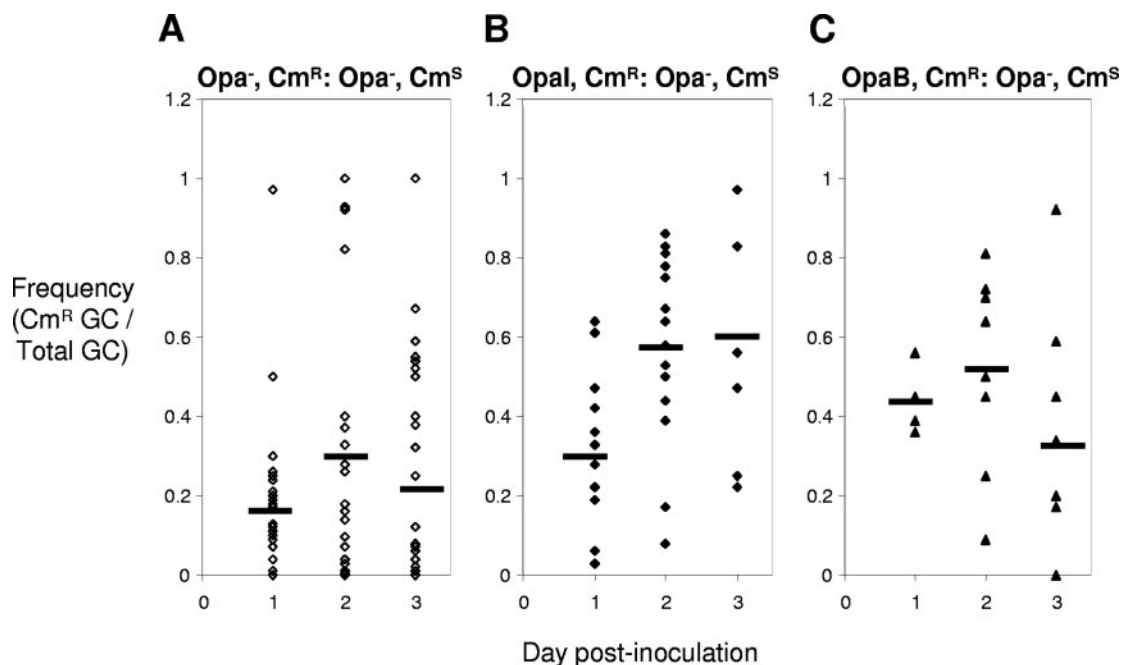 A
B
C
Opa⁻, Cmᴿ: Opa⁻, Cmˢ
OpaI, Cmᴿ: Opa⁻, Cmˢ
OpaB, Cmᴿ: Opa⁻, Cmˢ
1.2
1
0.8
0.6
0.4
0.2
0
0 1 2 3
1.2
1
0.8
0.6
0.4
0.2
0
0 1 2 3
1.2
1
0.8
0.6
0.4
0.2
0
0 1 2 3
Frequency
(Cmᴿ GC /
Total GC)
Day post-inoculation